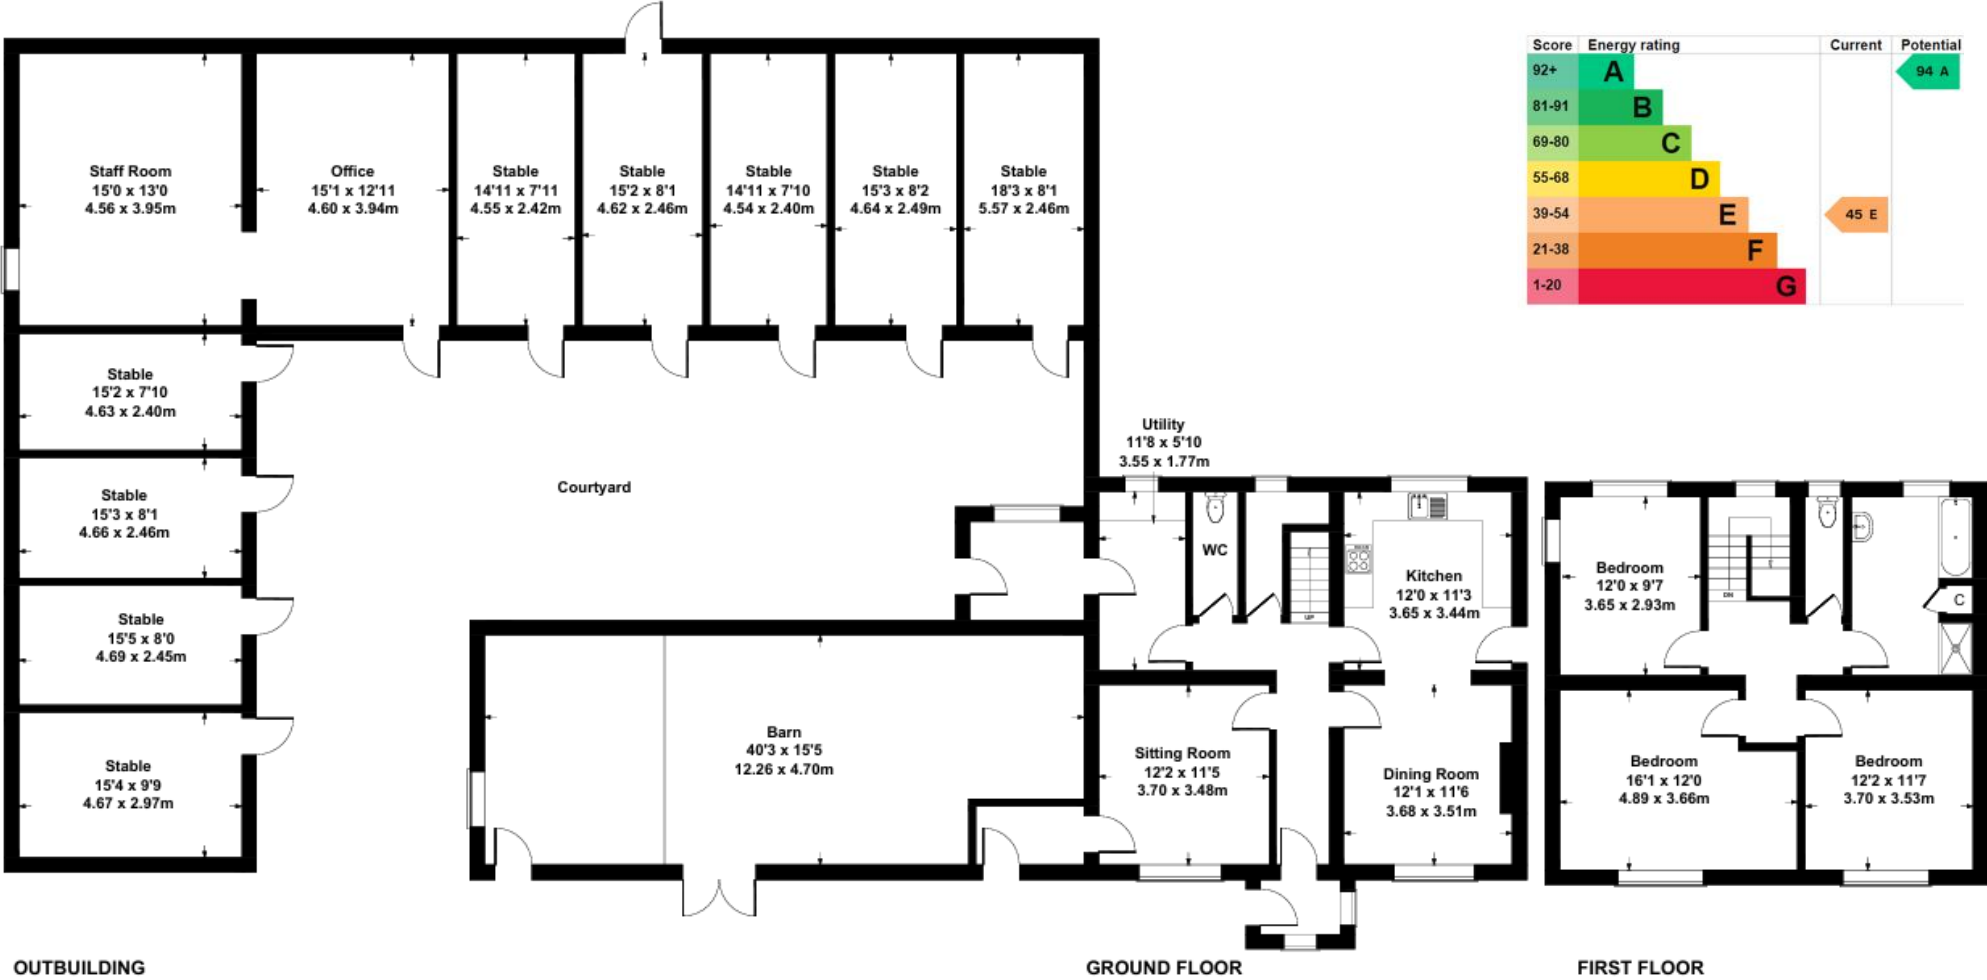 Score Energy rating Current Potential
92+ A 94 A
81-91 B
69-80 C
55-68 D
39-54 E 45 E
21-38 F
1-20 G
Staff Room
15'0 x 13'0
4.56 x 3.95m
Office
15'1 x 12'11
4.60 x 3.94m
Stable
14'11 x 7'11
4.55 x 2.42m
Stable
15'2 x 8'1
4.62 x 2.46m
Stable
14'11 x 7'10
4.54 x 2.40m
Stable
15'3 x 8'2
4.64 x 2.49m
Stable
18'3 x 8'1
5.57 x 2.46m
Stable
15'2 x 7'10
4.63 x 2.40m
Stable
15'3 x 8'1
4.66 x 2.46m
Stable
15'5 x 8'0
4.69 x 2.45m
Stable
15'4 x 9'9
4.67 x 2.97m
Courtyard
Barn
40'3 x 15'5
12.26 x 4.70m
Utility
11'8 x 5'10
3.55 x 1.77m
WC
UP
Kitchen
12'0 x 11'3
3.65 x 3.44m
Sitting Room
12'2 x 11'5
3.70 x 3.48m
Dining Room
12'1 x 11'6
3.68 x 3.51m
Bedroom
12'0 x 9'7
3.65 x 2.93m
DN
C
Bedroom
16'1 x 12'0
4.89 x 3.66m
Bedroom
12'2 x 11'7
3.70 x 3.53m
OUTBUILDING
GROUND FLOOR
FIRST FLOOR